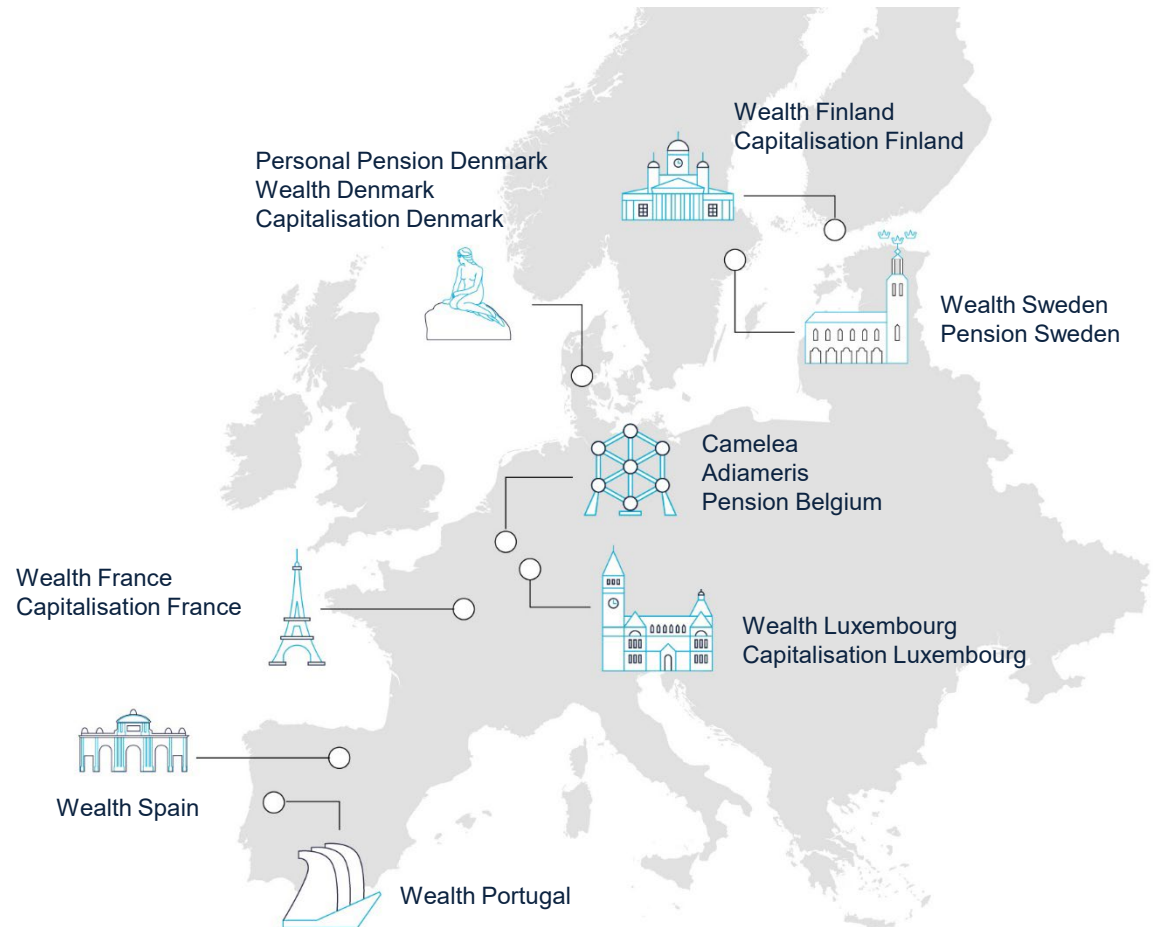 Wealth Finland
Capitalisation Finland
Personal Pension Denmark
Wealth Denmark
Capitalisation Denmark
Wealth Sweden
Pension Sweden
Camelea
Adiameris
Pension Belgium
Wealth France
Capitalisation France
Wealth Luxembourg
Capitalisation Luxembourg
Wealth Spain
Wealth Portugal